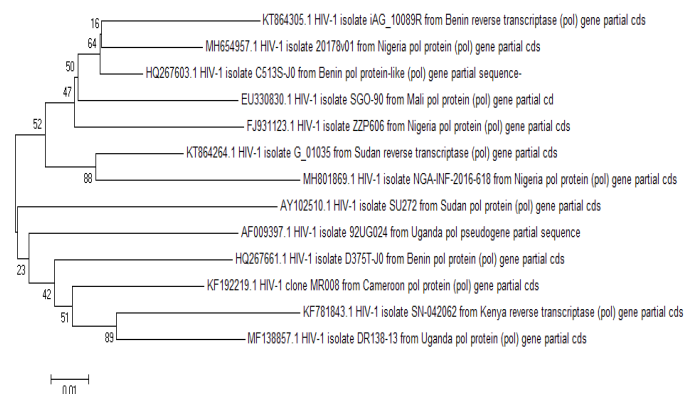 16
KT864305.1 HIV-1 isolate iAG_10089R from Benin reverse transcriptase (pol) gene partial cds
64
MH654957.1 HIV-1 isolate 20178v01 from Nigeria pol protein (pol) gene partial cds
50
HQ267603.1 HIV-1 isolate C513S-J0 from Benin pol protein-like (pol) gene partial sequence-
47
EU330830.1 HIV-1 isolate SGO-90 from Mali pol protein (pol) gene partial cd
52
FJ931123.1 HIV-1 isolate ZZP606 from Nigeria pol protein (pol) gene partial cds
KT864264.1 HIV-1 isolate G_01035 from Sudan reverse transcriptase (pol) gene partial cds
88
MH801869.1 HIV-1 isolate NGA-INF-2016-618 from Nigeria pol protein (pol) gene partial cds
AY102510.1 HIV-1 isolate SU272 from Sudan pol protein (pol) gene partial cds
AF009397.1 HIV-1 isolate 92UG024 from Uganda pol pseudogene partial sequence
23
HQ267661.1 HIV-1 isolate D375T-J0 from Benin pol protein (pol) gene partial cds
42
KF192219.1 HIV-1 clone MR008 from Cameroon pol protein (pol) gene partial cds
51
KF781843.1 HIV-1 isolate SN-042062 from Kenya reverse transcriptase (pol) gene partial cds
89
MF138857.1 HIV-1 isolate DR138-13 from Uganda pol protein (pol) gene partial cds
0.01